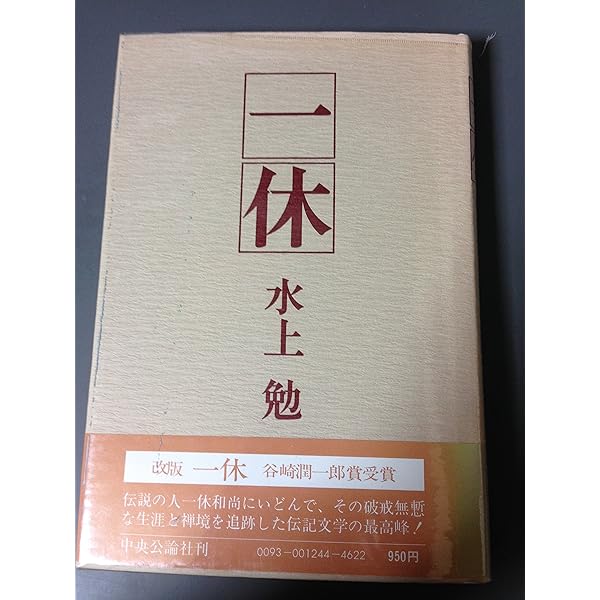 一休
水上 勉
改版 一休 谷崎潤一郎賞受賞
伝説の人一休和尚にいどんで、その破戒無慙
な生涯と禅境を追跡した伝記文学の最高峰！
中央公論社刊 0093-001244-4622 950円